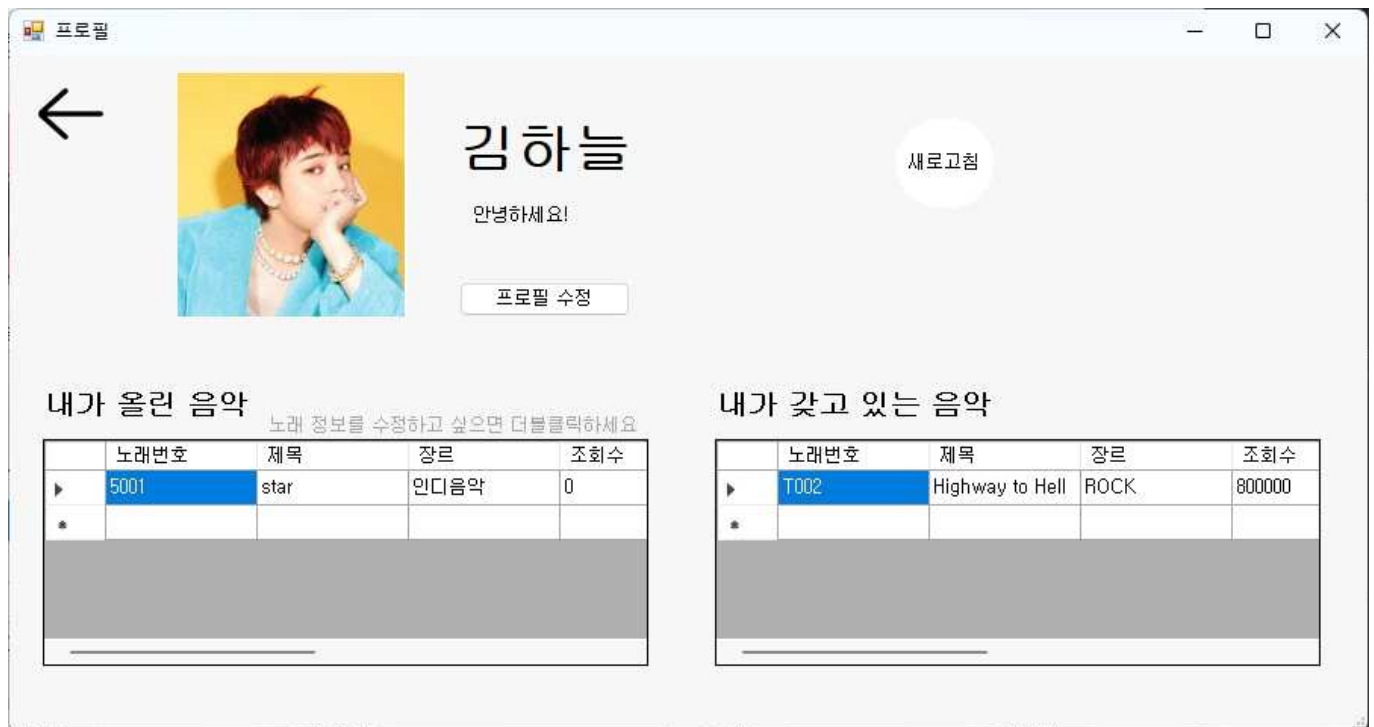 프로필
김하늘
새로고침
안녕하세요!
프로필 수정
내가 올린 음악
노래 정보를 수정하고 싶으면 더블클릭하세요
노래번호 제목 장르 조회수
5001 star 인디음악 0
내가 갖고 있는 음악
노래번호 제목 장르 조회수
T002 Highway to Hell ROCK 800000